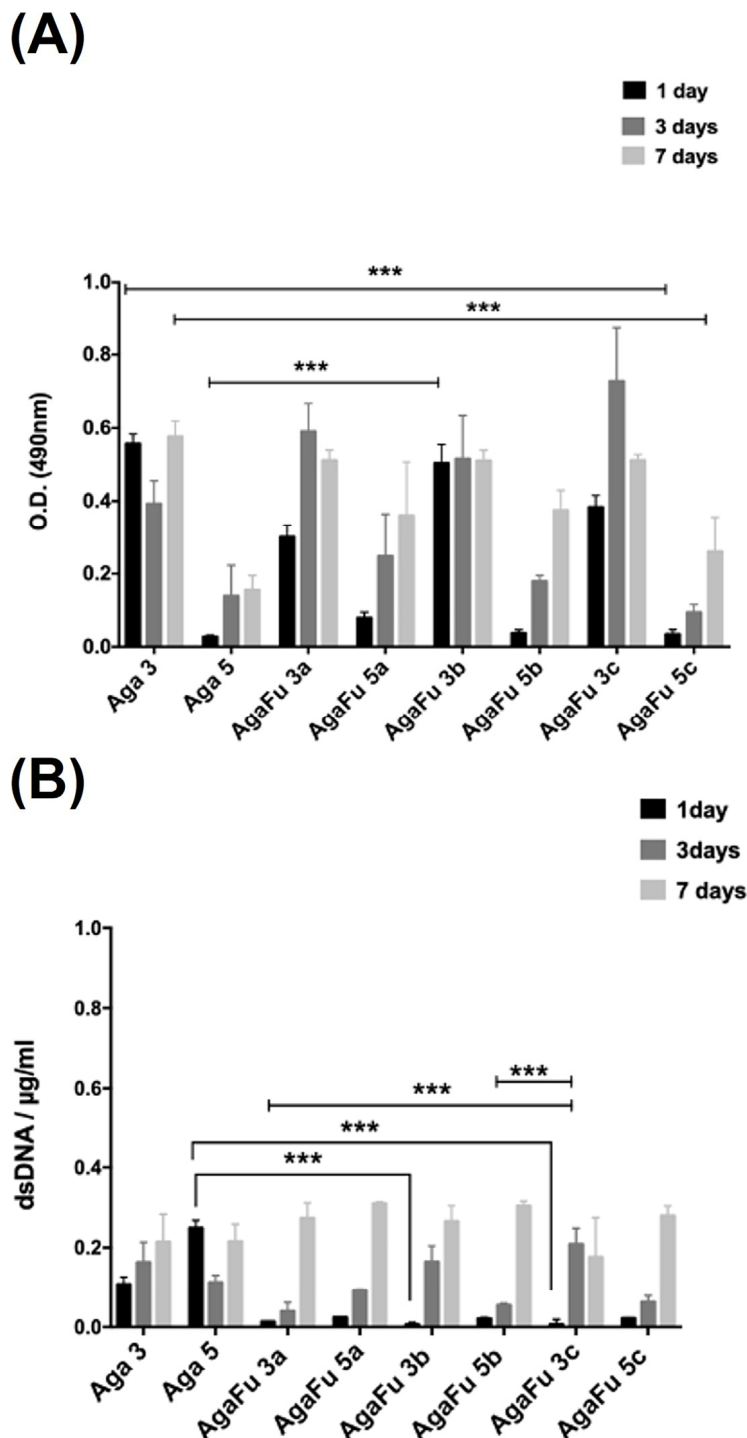 (A)
1 day
3 days
7 days
***
***
***
1.0
0.8
0.6
0.4
0.2
0.0
O.D. (490nm)
Aga 3
Aga 5
AgaFu 3a
AgaFu 5a
AgaFu 3b
AgaFu 5b
AgaFu 3c
AgaFu 5c
(B)
1day
3days
7 days
1.0
0.8
0.6
0.4
0.2
0.0
dsDNA / µg/ml
***
***
***
***
Aga 3
Aga 5
AgaFu 3a
AgaFu 5a
AgaFu 3b
AgaFu 5b
AgaFu 3c
AgaFu 5c